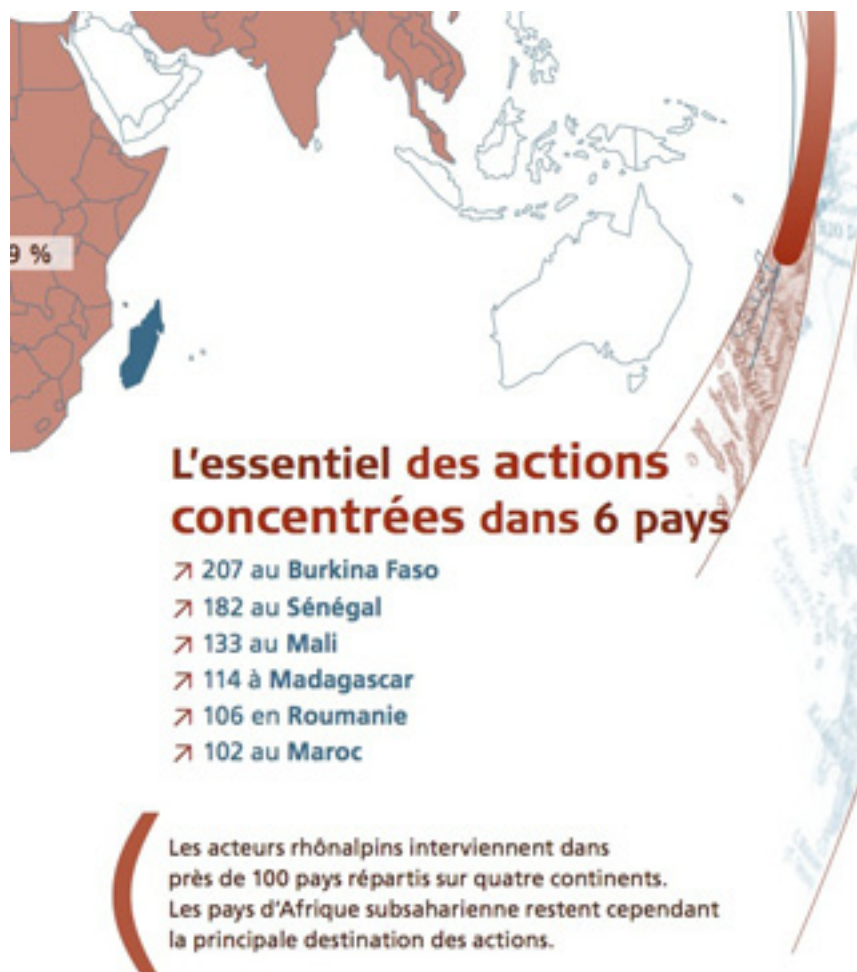 9 %
L'essentiel des actions
concentrées dans 6 pays
↗ 207 au Burkina Faso
↗ 182 au Sénégal
↗ 133 au Mali
↗ 114 à Madagascar
↗ 106 en Roumanie
↗ 102 au Maroc
Les acteurs rhônalpins interviennent dans
près de 100 pays répartis sur quatre continents.
Les pays d'Afrique subsaharienne restent cependant
la principale destination des actions.